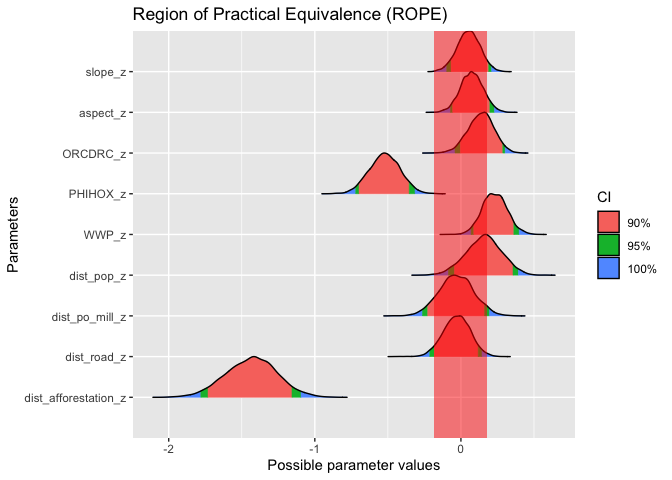 Region of Practical Equivalence (ROPE)
Parameters
slope_z
aspect_z
ORCDRC_z
PHIHOX_z
WWP_z
dist_pop_z
dist_po_mill_z
dist_road_z
dist_afforestation_z
-2
-1
0
Possible parameter values
CI
90%
95%
100%